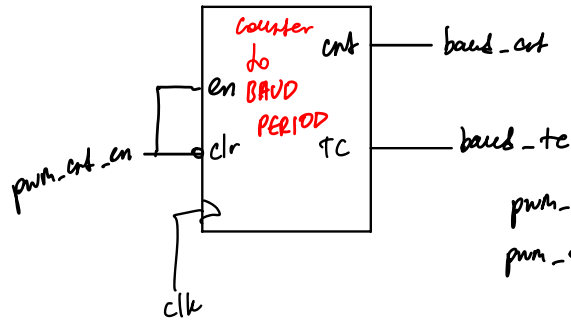 Counter
to
BAUD
PERIOD
en
clr
cnt
TC
baud_cnt
baud_tc
pwm_cnt_en
clk
pwm_
pwm_